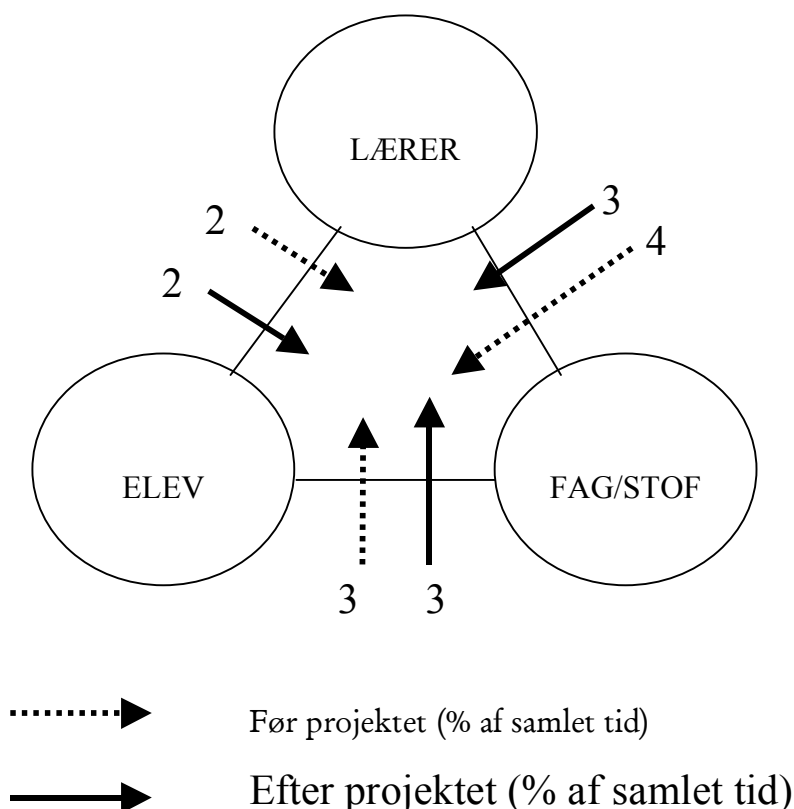 LÆRER
3
2
4
2
ELEV
FAG/STOF
3
3
Før projektet (% af samlet tid)
Efter projektet (% af samlet tid)